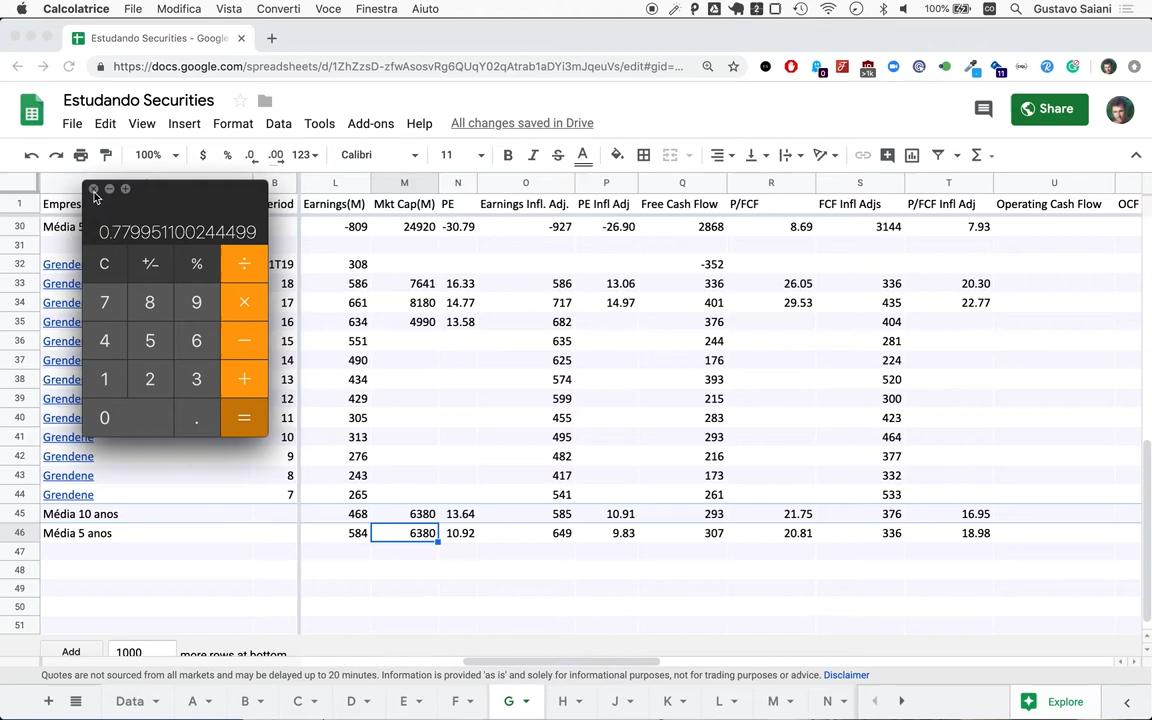 Calcolatrice File Modifica Vista Converti Voce Finestra Aiuto 2 100% Gustavo Saiani
Estudando Securities - Google
https://docs.google.com/spreadsheets/d/1ZhZzsD-zfwAsosvRg6QUqY02qAtrab1aDYi3mJqeuVs/edit#gid=... 0 >1k 11
Estudando Securities
File Edit View Insert Format Data Tools Add-ons Help All changes saved in Drive
Share
100% $ % .0 .00 123 Calibri 11 B I S A
B L M N O P Q R S T U
1 Empres eriod Earnings(M) Mkt Cap(M) PE Earnings Infl. Adj. PE Infl Adj Free Cash Flow P/FCF FCF Infl Adjs P/FCF Infl Adj Operating Cash Flow OCF
30 Média 5 -809 24920 -30.79 -927 -26.90 2868 8.69 3144 7.93
31
32 Grende 1T19 308 -352
33 Grende 18 586 7641 16.33 586 13.06 336 26.05 336 20.30
34 Grende 17 661 8180 14.77 717 14.97 401 29.53 435 22.77
35 Grende 16 634 4990 13.58 682 376 404
36 Grende 15 551 635 244 281
37 Grende 14 490 625 176 224
38 Grende 13 434 574 393 520
39 Grende 12 429 599 215 300
40 Grende 11 305 455 283 423
41 Grendene 10 313 495 293 464
42 Grendene 9 276 482 216 377
43 Grendene 8 243 417 173 332
44 Grendene 7 265 541 261 533
45 Média 10 anos 468 6380 13.64 585 10.91 293 21.75 376 16.95
46 Média 5 anos 584 6380 10.92 649 9.83 307 20.81 336 18.98
47
48
49
50
51
0.779951100244499
C +/− % ÷
7 8 9 ×
4 5 6 −
1 2 3 +
0 . =
Add 1000 more rows at bottom.
Quotes are not sourced from all markets and may be delayed up to 20 minutes. Information is provided 'as is' and solely for informational purposes, not for trading purposes or advice. Disclaimer
Data A B C D E F G H J K L M N Explore